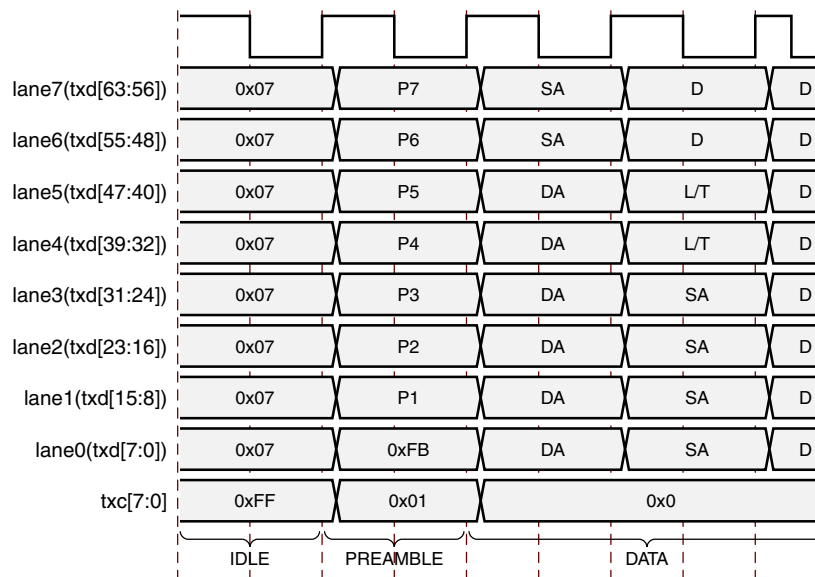 lane7(txd[63:56]) 0x07 P7 SA D D
lane6(txd[55:48]) 0x07 P6 SA D D
lane5(txd[47:40]) 0x07 P5 DA L/T D
lane4(txd[39:32]) 0x07 P4 DA L/T D
lane3(txd[31:24]) 0x07 P3 DA SA D
lane2(txd[23:16]) 0x07 P2 DA SA D
lane1(txd[15:8]) 0x07 P1 DA SA D
lane0(txd[7:0]) 0x07 0xFB DA SA D
txc[7:0] 0xFF 0x01 0x0
IDLE PREAMBLE DATA